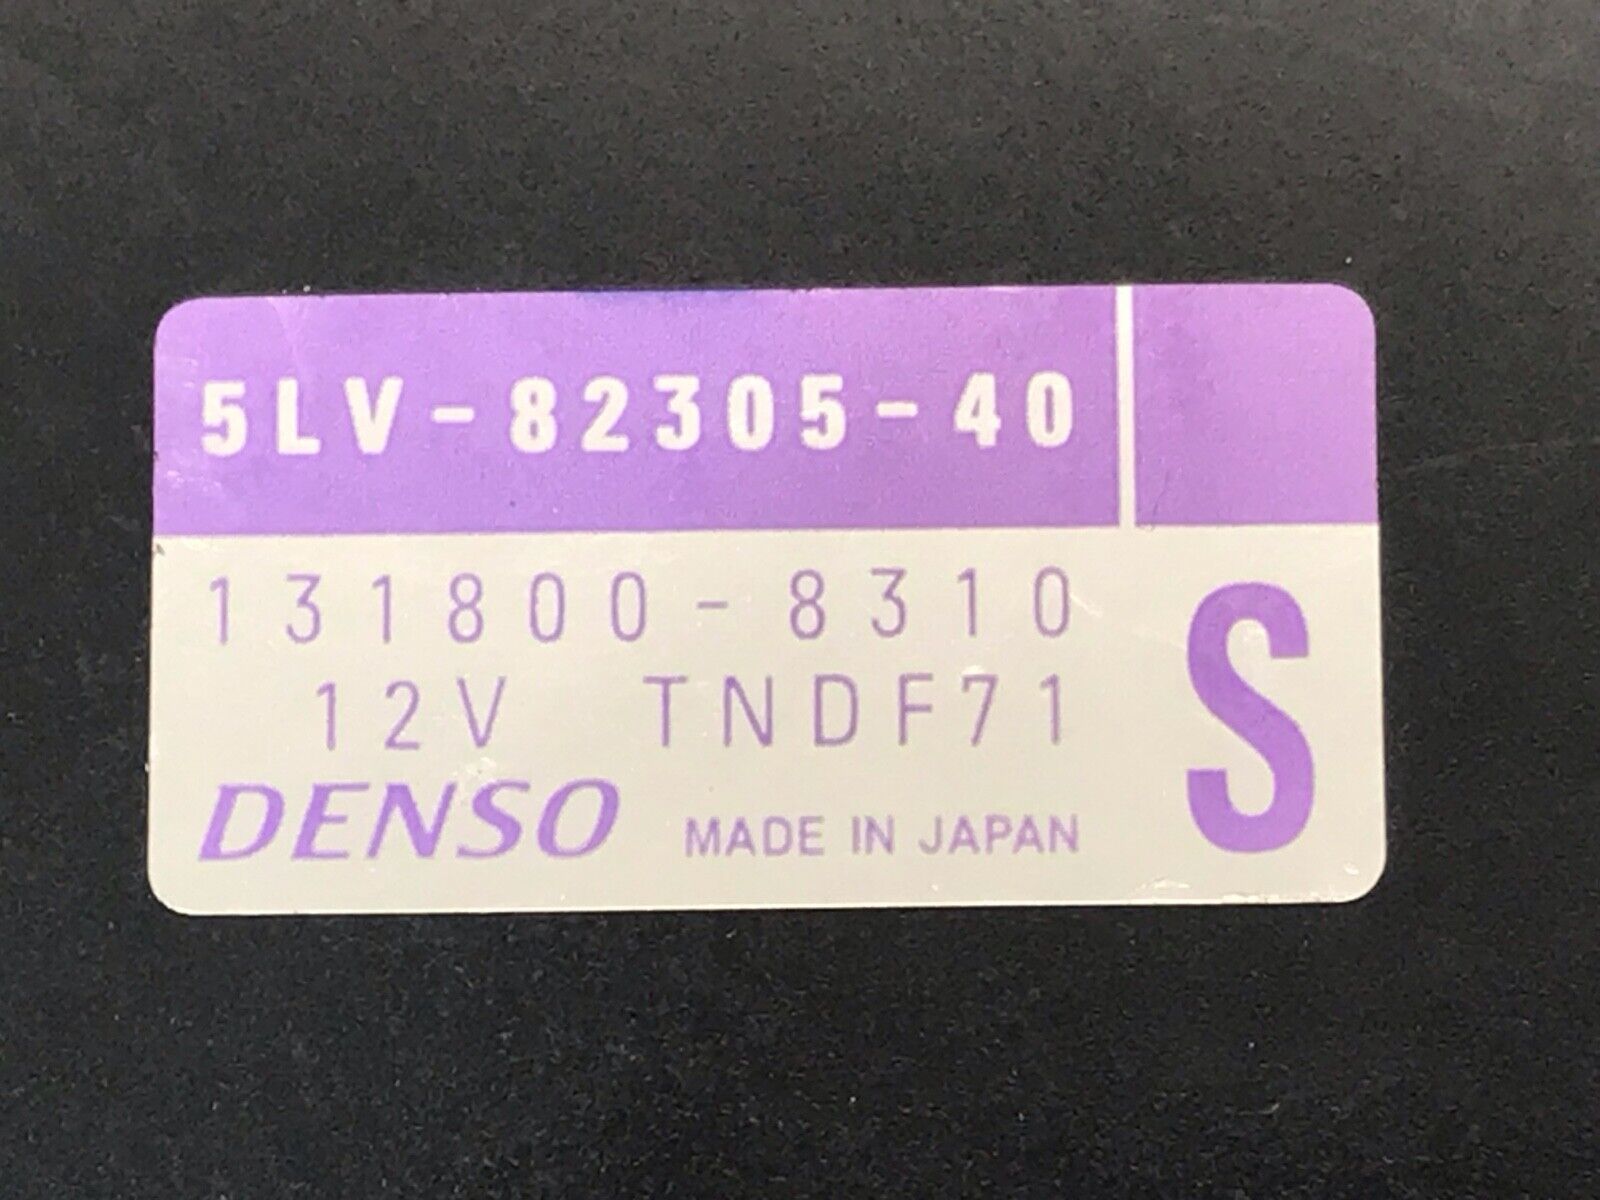 5LV-82305-40
131800-8310
12V TNDF71
DENSO MADE IN JAPAN
S